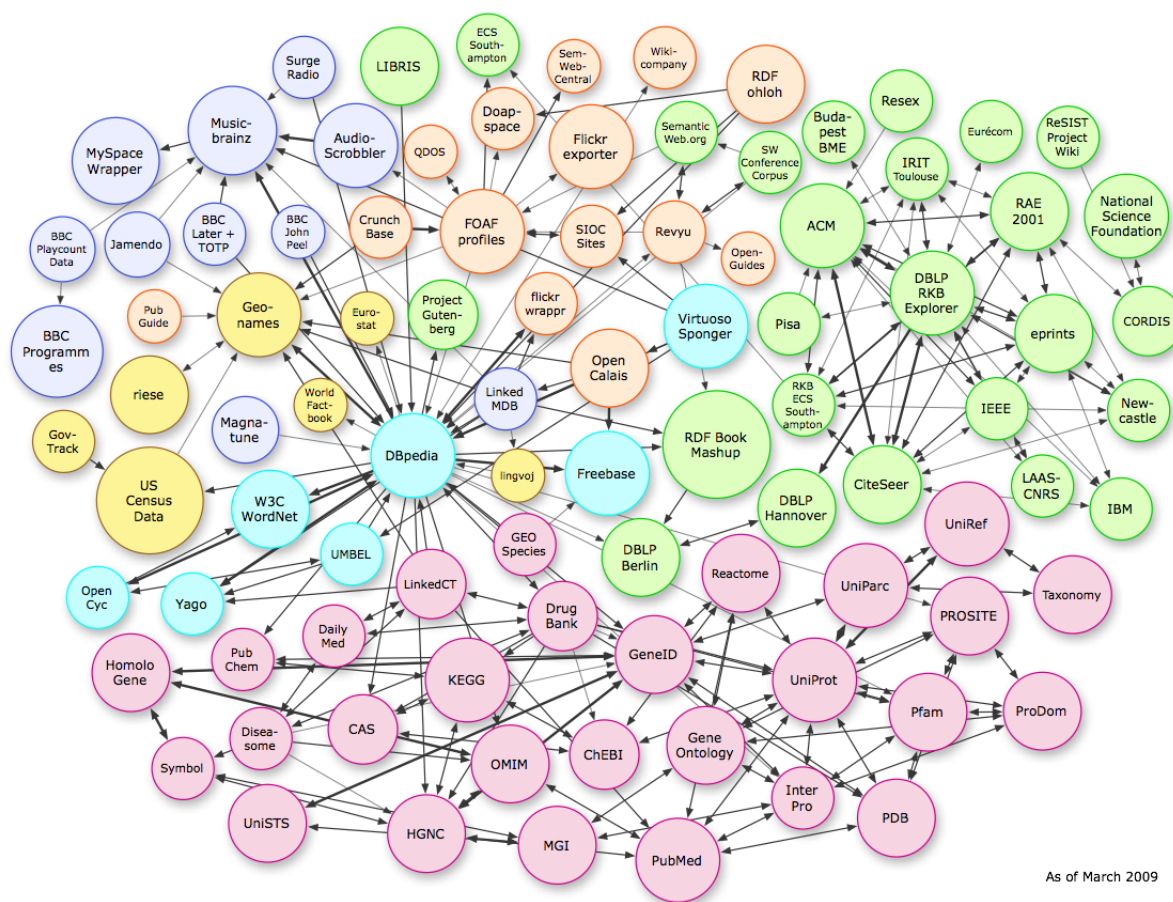 Surge
Radio
LIBRIS
ECS
South-
ampton
Sem-
Web-
Central
Wiki-
company
RDF
ohloh
Music-
brainz
Audio-
Scrobbler
MySpace
Wrapper
QDOS
Doap-
space
Flickr
exporter
Semantic
Web.org
SW
Conference
Corpus
Buda-
pest
BME
Resex
IRIT
Toulouse
Eurécom
ReSIST
Project
Wiki
BBC
Playcount
Data
Jamendo
BBC
Later +
TOTP
BBC
John
Peel
Crunch
Base
FOAF
profiles
SIOC
Sites
Revyu
Open-
Guides
ACM
RAE
2001
National
Science
Foundation
DBLP
RKB
Explorer
Pub
Guide
Geo-
names
Euro-
stat
Project
Guten-
berg
flickr
wrappr
Virtuoso
Sponger
Pisa
eprints
CORDIS
BBC
Programm
es
riese
World
Fact-
book
Linked
MDB
Open
Calais
RKB
ECS
South-
ampton
IEEE
New-
castle
Gov-
Track
Magna-
tune
DBpedia
RDF Book
Mashup
lingvoj
Freebase
US
Census
Data
W3C
WordNet
CiteSeer
LAAS-
CNRS
IBM
DBLP
Hannover
UniRef
GEO
Species
DBLP
Berlin
UMBEL
Open
Cyc
Yago
LinkedCT
Reactome
UniParc
Taxonomy
Drug
Bank
PROSITE
Daily
Med
Pub
Chem
Homolo
Gene
KEGG
GeneID
UniProt
Pfam
ProDom
Disea-
some
CAS
ChEBI
Gene
Ontology
Symbol
OMIM
Inter
Pro
UniSTS
HGNC
MGI
PubMed
PDB
As of March 2009